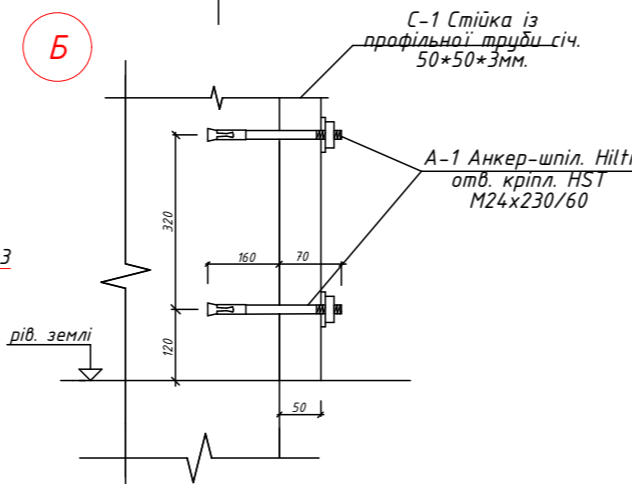 Б
С-1 Стійка із
профільної труби січ.
50*50*3мм.
А-1 Анкер-шпіл. Hilti
отв. кріпл. HST
M24x230/60
320
160
70
3
рів. землі
120
50